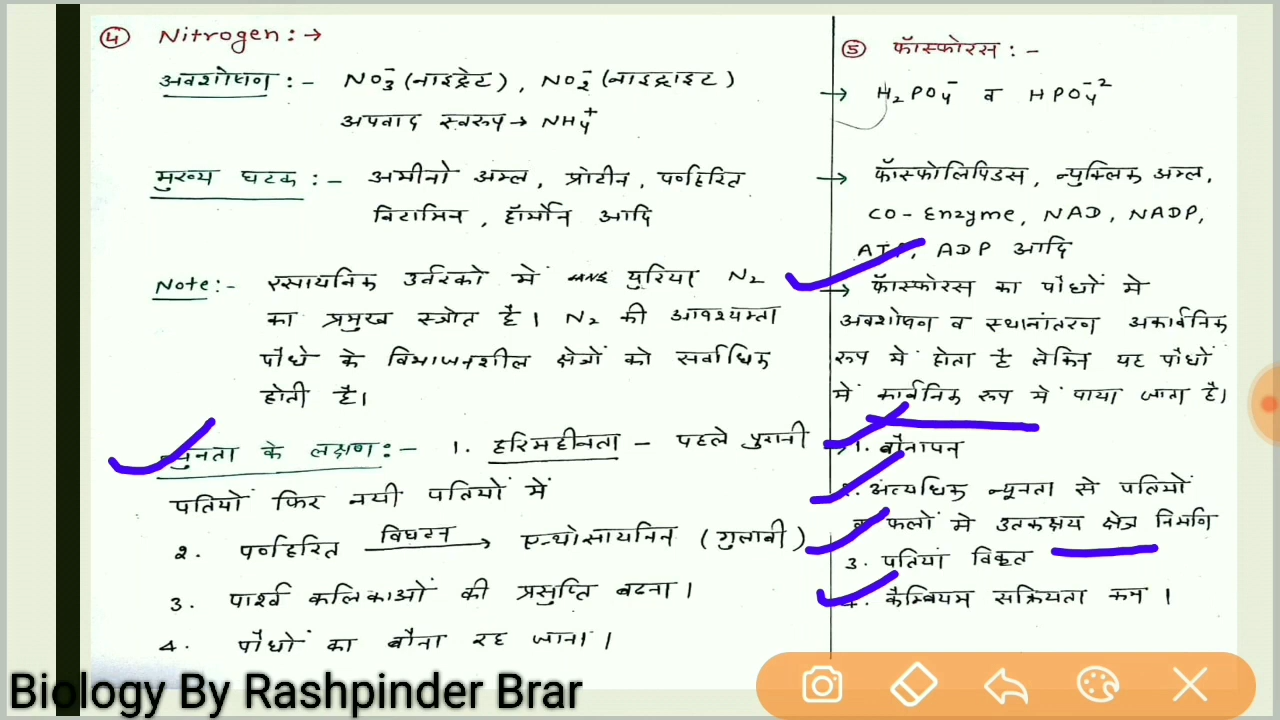 ④ Nitrogen : →
अवशोषण :- NO₃⁻ (नाइट्रेट), NO₂⁻ (नाइट्राइट)
अपवाद स्वरूप → NH₄⁺
मुख्य घटक :- अमीनो अम्ल, प्रोटीन, पर्णहरित
विटामिन, हॉर्मोन आदि
Note :- रसायनिक उर्वरको में युरिया N₂
का प्रमुख स्त्रोत है। N₂ की आवश्यकता
पौधे के विभाजनशील क्षेत्रों को सर्वाधिक
होती है।
न्युनता के लक्षण :- 1. हरिमहीनता - पहले पुरानी
पतियों फिर नयी पतियों में
2. पर्णहरित विघटन → एन्थोसायनिन (गुलाबी)
3. पार्श्व कलिकाओं की प्रसुप्ति बढना।
4. पौधों का बौना रह जाना।
⑤ फॉस्फोरस :-
→ H₂PO₄⁻ व HPO₄⁻²
→ फॉस्फोलिपिडस, न्युक्लिक अम्ल,
CO-Enzyme, NAD, NADP,
ATP, ADP आदि
→ फॉस्फोरस का पौधों मे
अवशोषण व स्थानांतरण अकार्बनिक
रूप में होता है लेकिन यह पौधों
में कार्बनिक रूप में पाया जाता है।
1. बौनापन
2. अंत्यधिक न्यूनता से पतियों
व फलों मे उतकक्षय क्षेत्र निर्माण
3. पतियां विकृत
4. कैम्बियम सक्रियता कम।
Biology By Rashpinder Brar